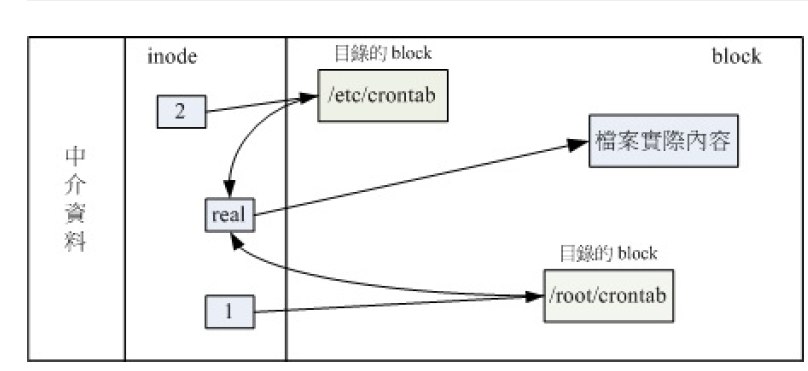 中介資料
inode
block
目錄的 block
/etc/crontab
2
檔案實際內容
real
目錄的 block
/root/crontab
1